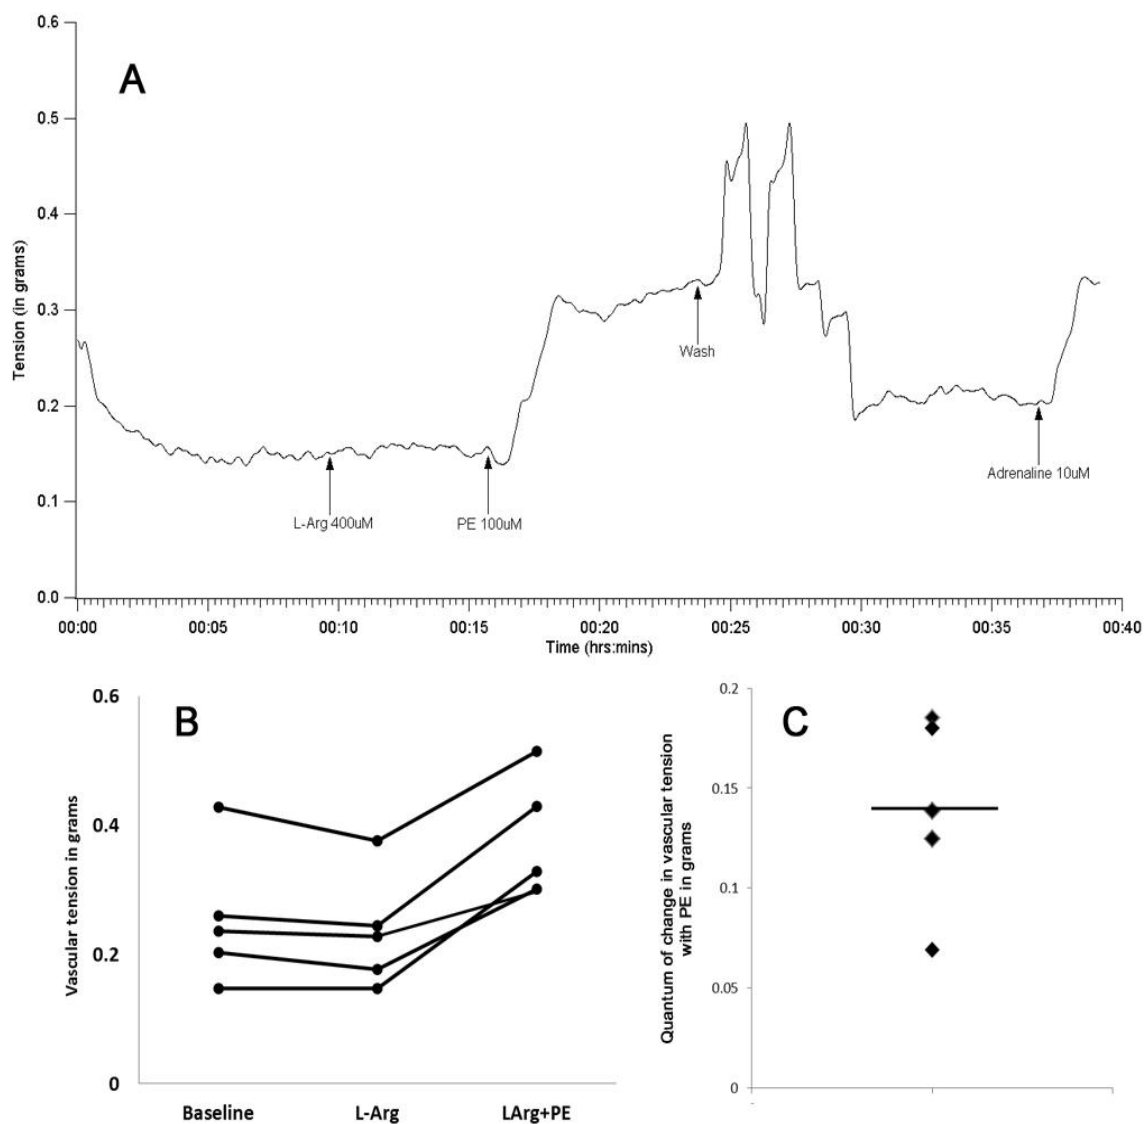 A
0.6
0.5
0.4
0.3
0.2
0.1
0.0
Tension (in grams)
L-Arg 400uM
PE 100uM
Wash
Adrenaline 10uM
00:00 00:05 00:10 00:15 00:20 00:25 00:30 00:35 00:40
Time (hrs:mins)
B
0.6
0.4
0.2
0
Vascular tension in grams
Baseline L-Arg LArg+PE
C
0.2
0.15
0.1
0.05
0
Quantum of change in vascular tension
with PE in grams